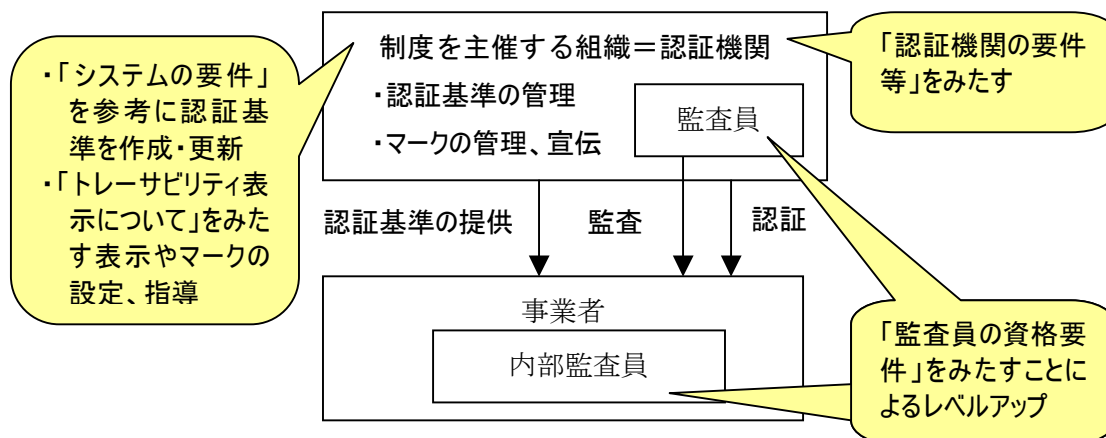 ・「システムの要件」
を参考に認証基
準を作成・更新
・「トレーサビリティ表
示について」をみた
す表示やマークの
設定、指導
制度を主催する組織＝認証機関
・認証基準の管理
・マークの管理、宣伝
監査員
「認証機関の要件
等」をみたす
認証基準の提供
監査
認証
事業者
内部監査員
「監査員の資格要
件」をみたすことに
よるレベルアップ